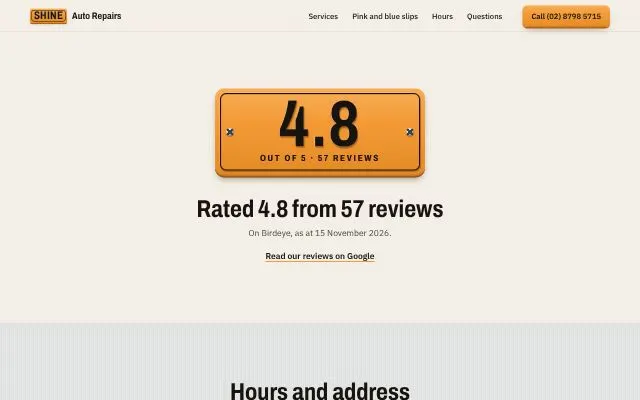 SHINE Auto Repairs
Services
Pink and blue slips
Hours
Questions
Call (02) 8798 5715
4.8
OUT OF 5 · 57 REVIEWS
Rated 4.8 from 57 reviews
On Birdeye, as at 15 November 2026.
Read our reviews on Google
Hours and address